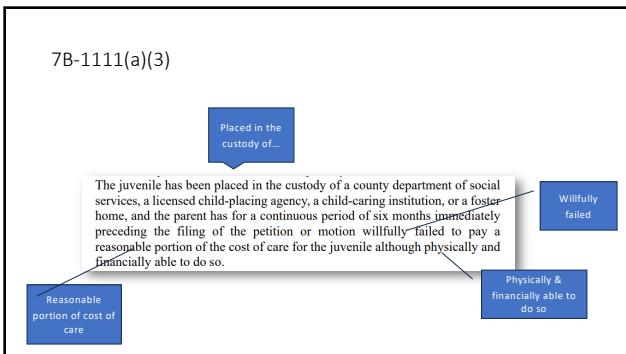 7B-1111(a)(3)
Placed in the
custody of...
The juvenile has been placed in the custody of a county department of social
services, a licensed child-placing agency, a child-caring institution, or a foster
home, and the parent has for a continuous period of six months immediately
preceding the filing of the petition or motion willfully failed to pay a
reasonable portion of the cost of care for the juvenile although physically and
financially able to do so.
Willfully
failed
Reasonable
portion of cost of
care
Physically &
financially able to
do so